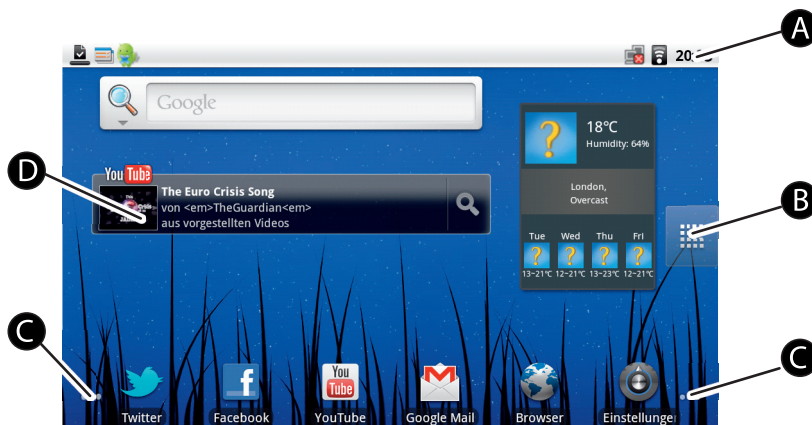 A
20:
Google
18℃
Humidity: 64%
London,
Overcast
Tue Wed Thu Fri
13~21℃ 12~21℃ 13~23℃ 12~21℃
B
You Tube
D
The Euro Crisis Song
von <em>TheGuardian<em>
aus vorgestellten Videos
C
C
You
Tube
Twitter Facebook YouTube Google Mail Browser Einstellunge